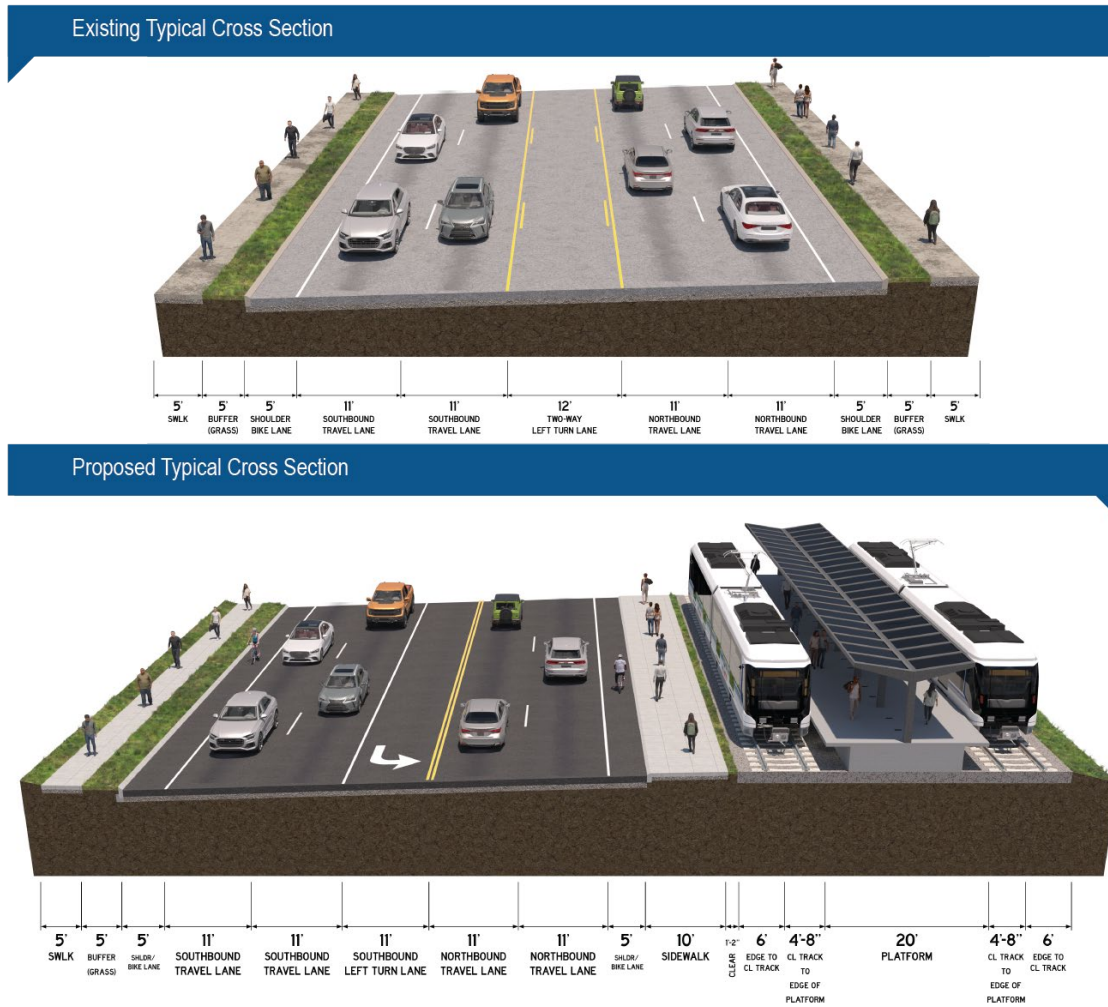 Existing Typical Cross Section
5' 5' 5' 11' 11' 12' 11' 11' 5' 5' 5'
SWLK BUFFER SHOULDER SOUTHBOUND SOUTHBOUND TWO-WAY NORTHBOUND NORTHBOUND SHOULDER BUFFER SWLK
(GRASS) BIKE LANE TRAVEL LANE TRAVEL LANE LEFT TURN LANE TRAVEL LANE TRAVEL LANE BIKE LANE (GRASS)
Proposed Typical Cross Section
5' 5' 5' 11' 11' 11' 11' 11' 5' 10' 1'-2" 6' 4'-8" 20' 4'-8" 6'
SWLK BUFFER SHLDR/ SOUTHBOUND SOUTHBOUND SOUTHBOUND NORTHBOUND NORTHBOUND SHLDR/ SIDEWALK CLEAR EDGE TO CL TRACK PLATFORM CL TRACK EDGE TO
(GRASS) BIKE LANE TRAVEL LANE TRAVEL LANE LEFT TURN LANE TRAVEL LANE TRAVEL LANE BIKE LANE CL TRACK TO TO CL TRACK
EDGE OF EDGE OF
PLATFORM PLATFORM